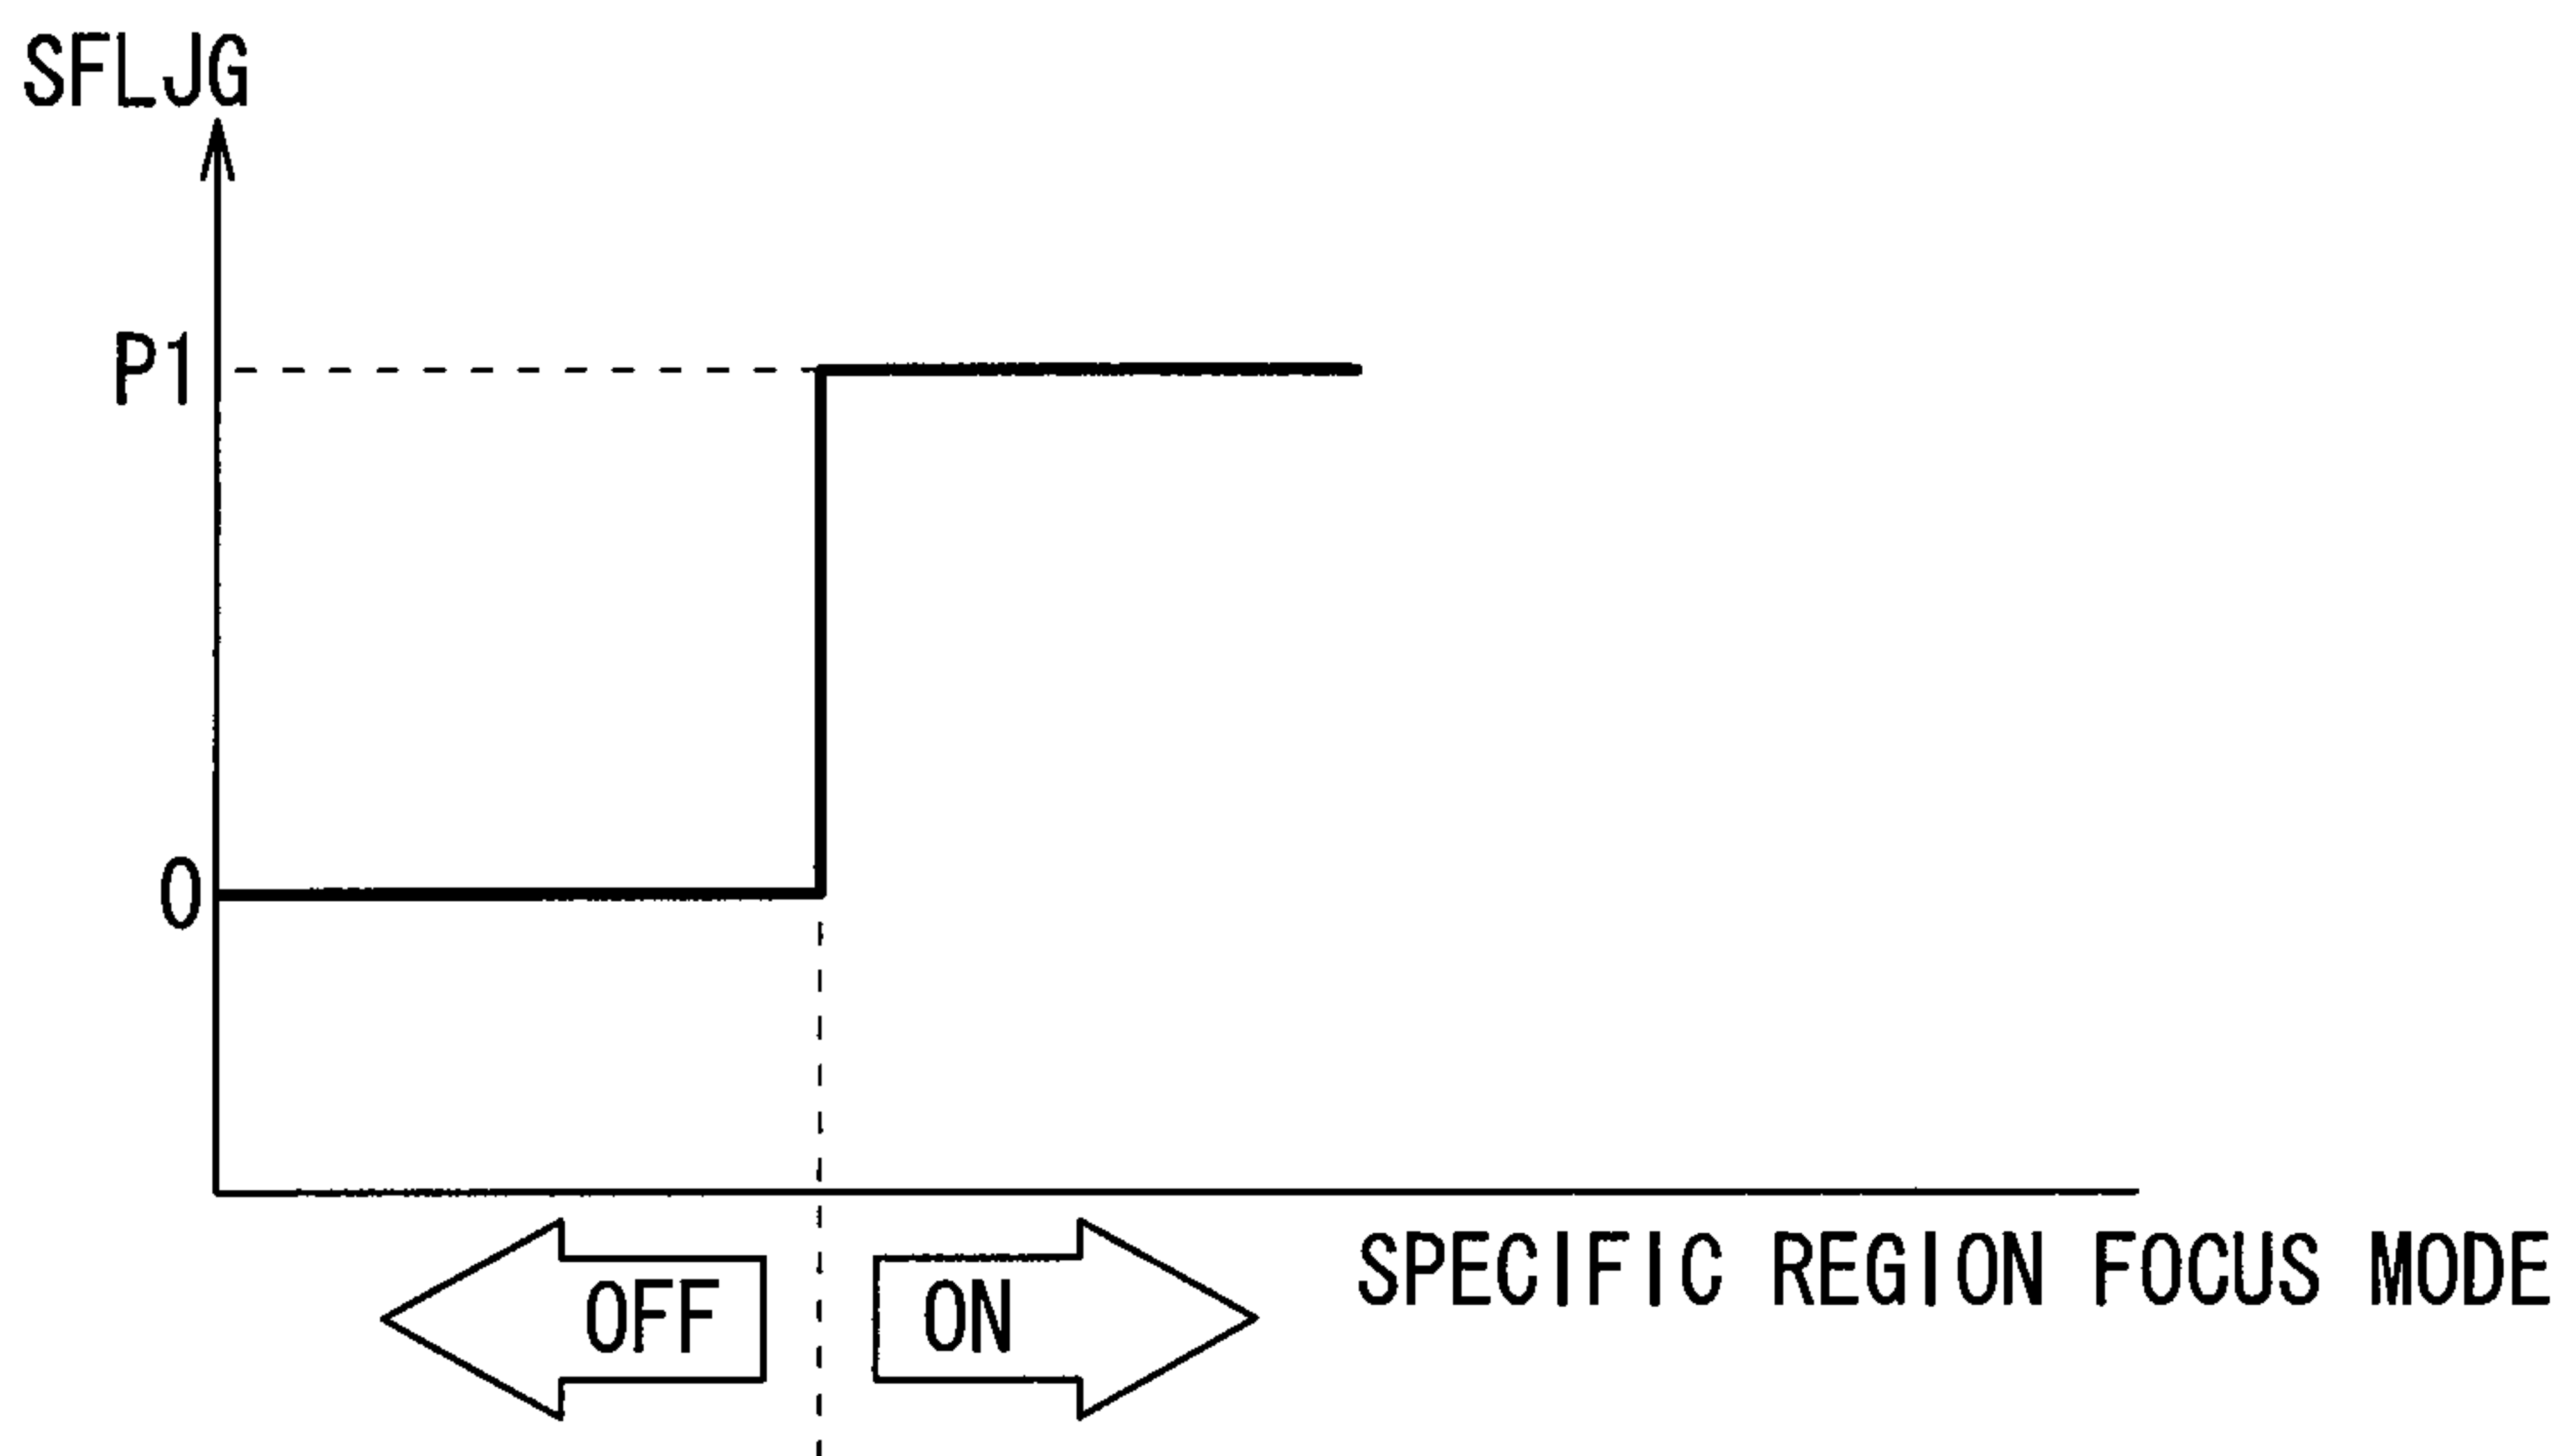 SFLJG
P1
0
OFF
ON
SPECIFIC REGION FOCUS MODE